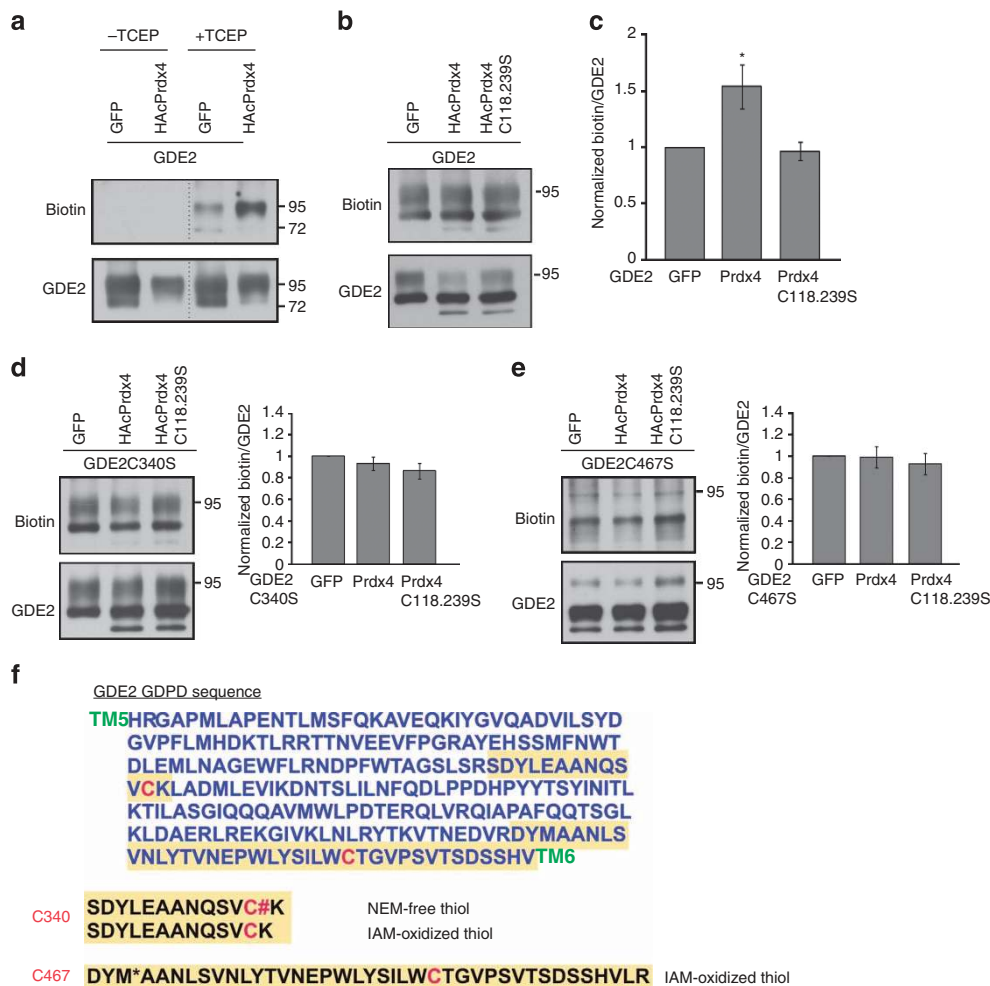 a
–TCEP +TCEP
GFP HAcPrdx4 GFP HAcPrdx4
GDE2
Biotin
95
72
GDE2
95
72
b
GFP HAcPrdx4 HAcPrdx4 C118.239S
GDE2
Biotin
95
GDE2
95
c
Normalized biotin/GDE2
2
1.5
1
0.5
0
*
GDE2 GFP Prdx4 Prdx4
C118.239S
d
GFP HAcPrdx4 HAcPrdx4 C118.239S
GDE2C340S
Biotin
95
GDE2
95
Normalized biotin/GDE2
1.4
1.2
1
0.8
0.6
0.4
0.2
0
GDE2 GFP Prdx4 Prdx4
C340S C118.239S
e
GFP HAcPrdx4 HAcPrdx4 C118.239S
GDE2C467S
Biotin
95
GDE2
95
Normalized biotin/GDE2
1.4
1.2
1
0.8
0.6
0.4
0.2
0
GDE2 GFP Prdx4 Prdx4
C467S C118.239S
f
GDE2 GDPD sequence
TM5HRGAPMLAPENTLMSFQKAVEQKIYGVQADVILSYD
GVPFLMHDKTLRRTTNVEEVFPGRAYEHSSMFNWT
DLEMLNAGEWFLRNDPFWTAGSLSRSDYLEAANQS
VCKLADMLEVIKDNTSLILNFQDLPPDHPYYTSYINITL
KTILASGIQQQAVMWLPDTERQLVRQIAPAFQQTSGL
KLDAERLREKGIVKLNLRYTKVTNEDVRDYMAANLS
VNLYTVNEPWLYSILWCTGVPSVTSDSSHVTM6
C340
SDYLEAANQSVC#K NEM-free thiol
SDYLEAANQSVCK IAM-oxidized thiol
C467 DYM*AANLSVNLYTVNEPWLYSILWCTGVPSVTSDSSHVLR IAM-oxidized thiol